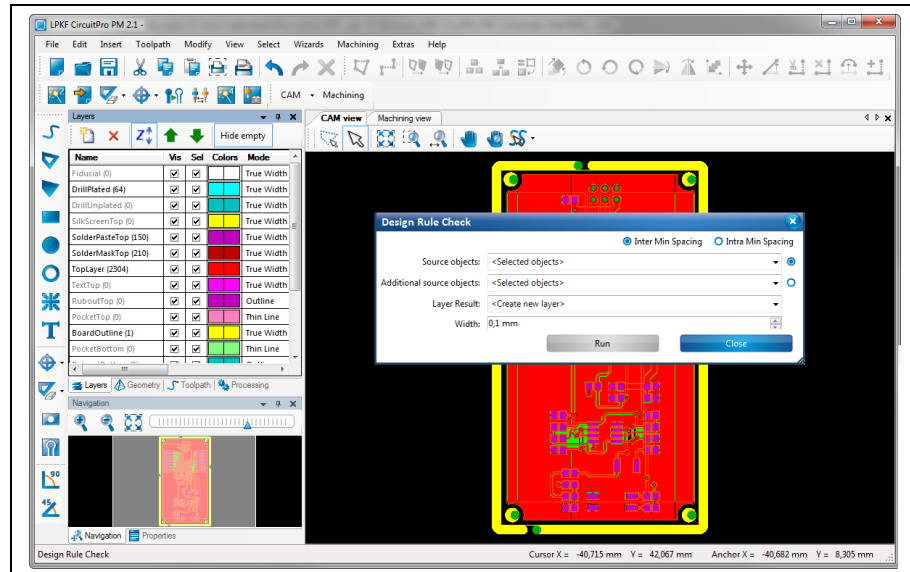 LPKF CircuitPro PM 2.1 -
File Edit Insert Toolpath Modify View Select Wizards Machining Extras Help
CAM Machining
Layers
CAM view Machining view
Z Hide empty
Name Vis Sel Colors Mode
Fiducial (0) True Width
DrillPlated (64) True Width
DrillUnplated (0) True Width
SilkScreenTop (0) True Width
SolderPasteTop (150) True Width
SolderMaskTop (210) True Width
TopLayer (2304) True Width
TextTop (0) True Width
RuboutTop (0) Outline
PocketTop (0) Thin Line
BoardOutline (1) True Width
PocketBottom (0) Thin Line
Layers Geometry Toolpath Processing
Navigation
T
90
45
Navigation Properties
Design Rule Check
Inter Min Spacing Intra Min Spacing
Source objects: <Selected objects>
Additional source objects: <Selected objects>
Layer Result: <Create new layer>
Width: 0,1 mm
Run Close
Design Rule Check Cursor X = -40,715 mm Y = 42,067 mm Anchor X = -40,682 mm Y = 8,305 mm